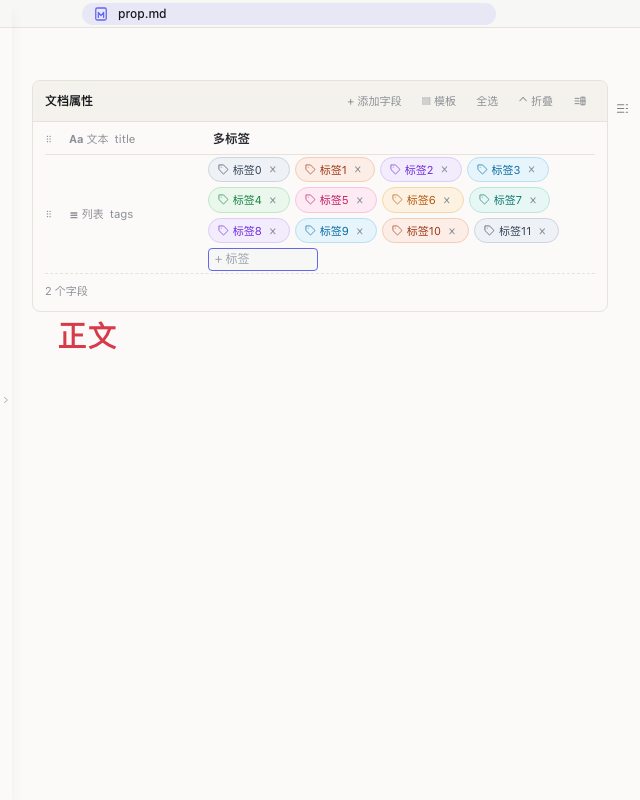 prop.md
文档属性 + 添加字段 模板 全选 折叠
Aa 文本 title 多标签
标签0 × 标签1 × 标签2 × 标签3 ×
标签4 × 标签5 × 标签6 × 标签7 ×
列表 tags
标签8 × 标签9 × 标签10 × 标签11 ×
+ 标签
2 个字段
正文